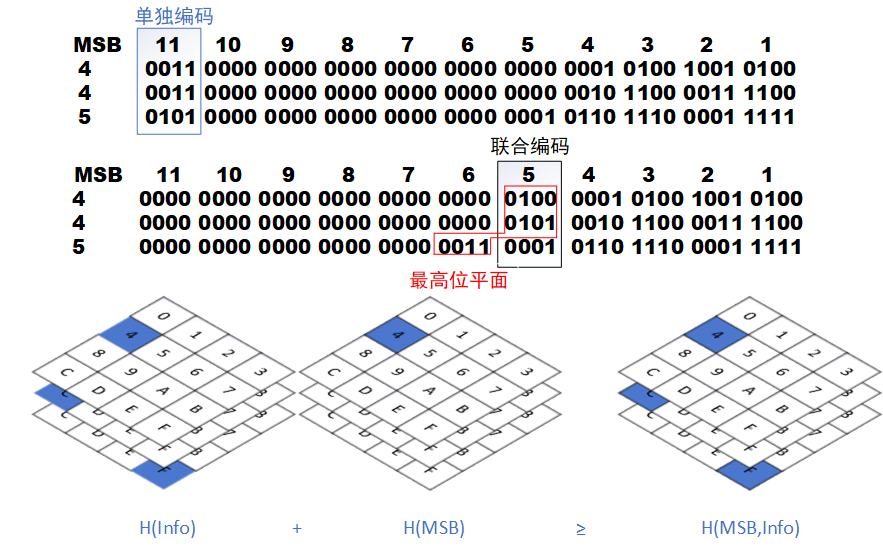 单独编码
MSB 11 10 9 8 7 6 5 4 3 2 1
4 0011 0000 0000 0000 0000 0000 0000 0001 0100 1001 0100
4 0011 0000 0000 0000 0000 0000 0000 0010 1100 0011 1100
5 0101 0000 0000 0000 0000 0000 0001 0110 1110 0001 1111
联合编码
MSB 11 10 9 8 7 6 5 4 3 2 1
4 0000 0000 0000 0000 0000 0000 0100 0001 0100 1001 0100
4 0000 0000 0000 0000 0000 0000 0101 0010 1100 0011 1100
5 0000 0000 0000 0000 0000 0011 0001 0110 1110 0001 1111
最高位平面
0 1 2 3
4 5 6 7
8 9 A B
C D E F
0 1 2 3
4 5 6 7
8 9 A B
C D E F
0 1 2 3
4 5 6 7
8 9 A B
C D E F
H(Info) + H(MSB) ≥ H(MSB,Info)